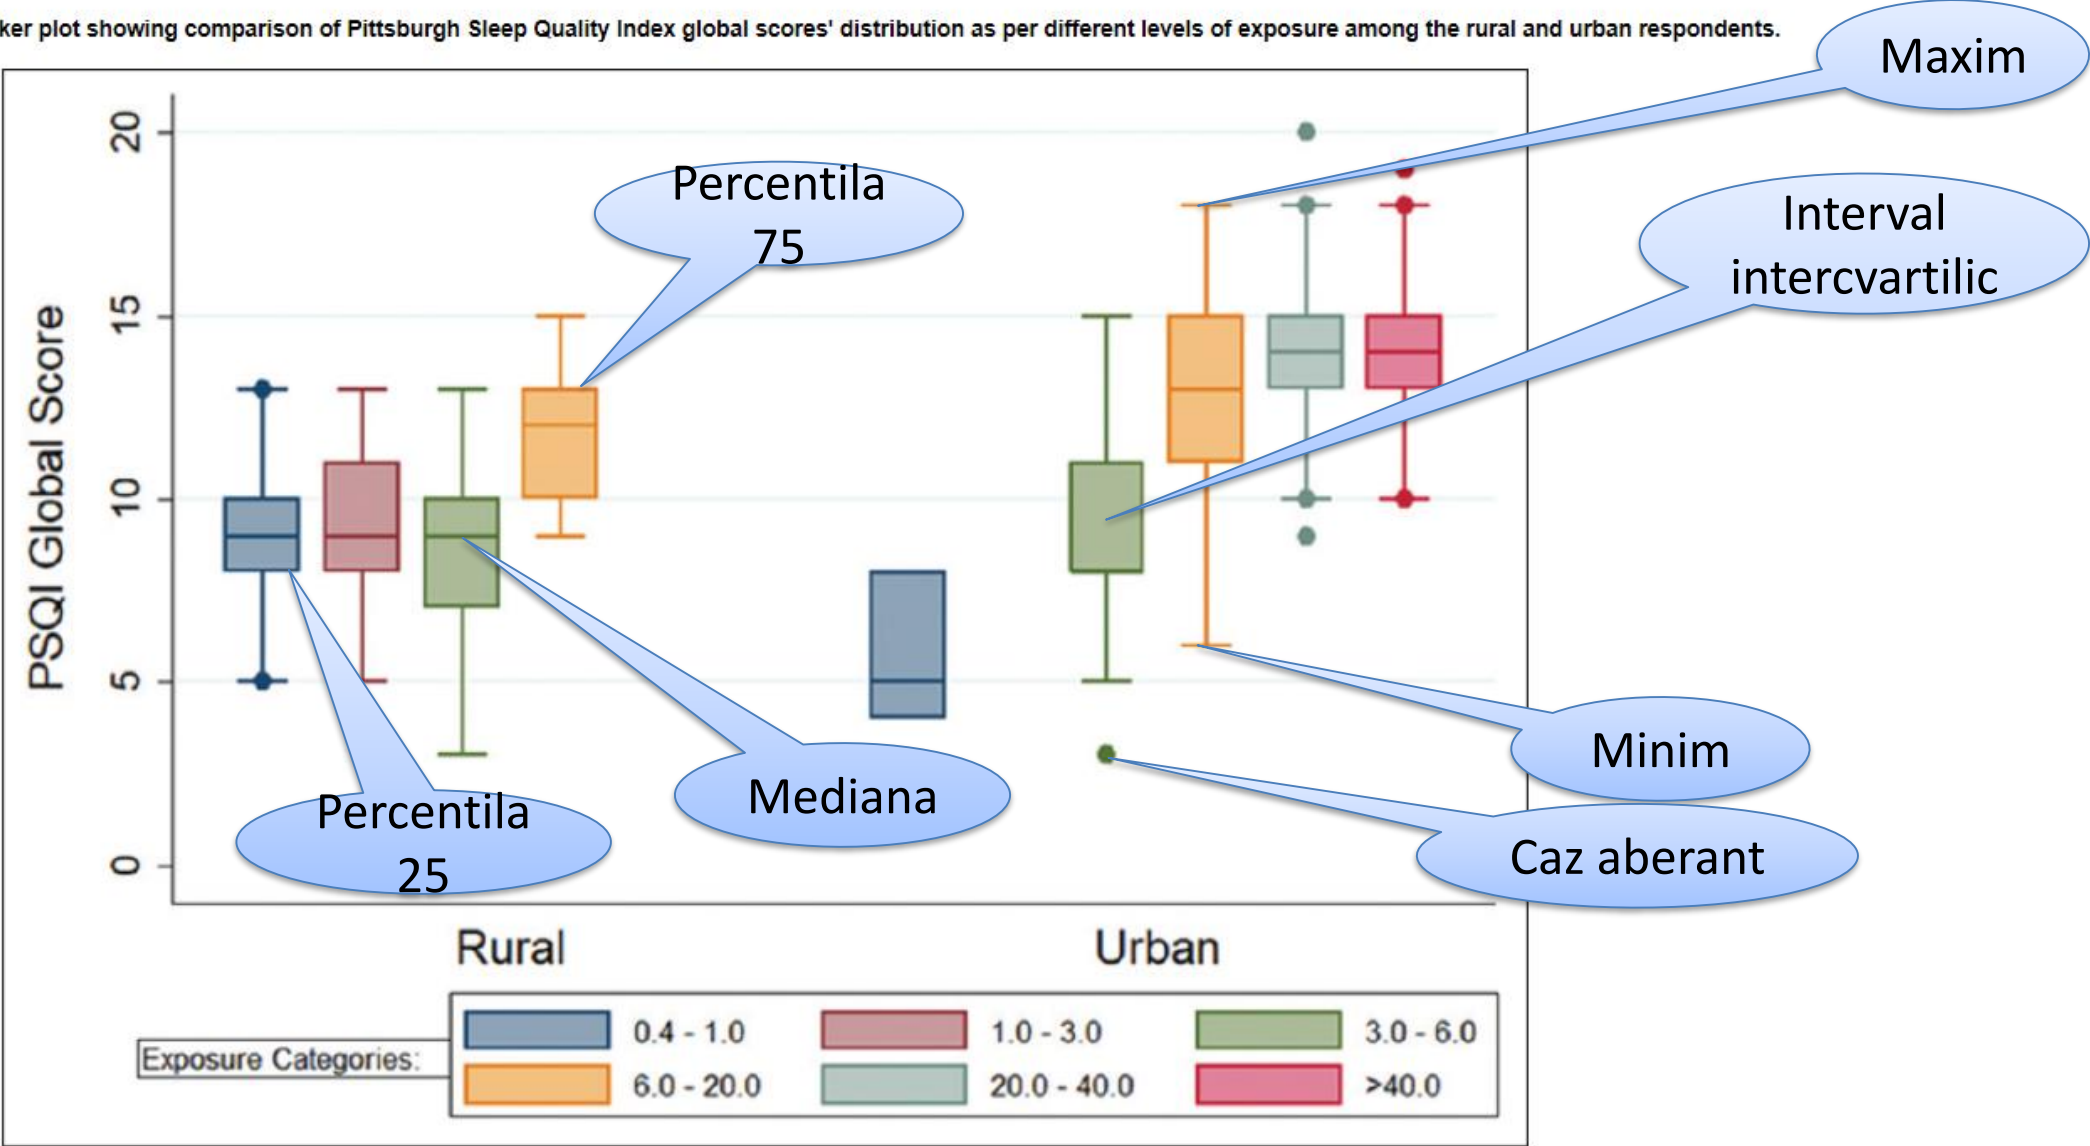 ker plot showing comparison of Pittsburgh Sleep Quality Index global scores' distribution as per different levels of exposure among the rural and urban respondents.
Maxim
Percentila
75
Interval
intercvartilic
PSQI Global Score
20
15
10
5
0
Minim
Mediana
Percentila
25
Caz aberant
Rural
Urban
Exposure Categories:
0.4 - 1.0
1.0 - 3.0
3.0 - 6.0
6.0 - 20.0
20.0 - 40.0
>40.0